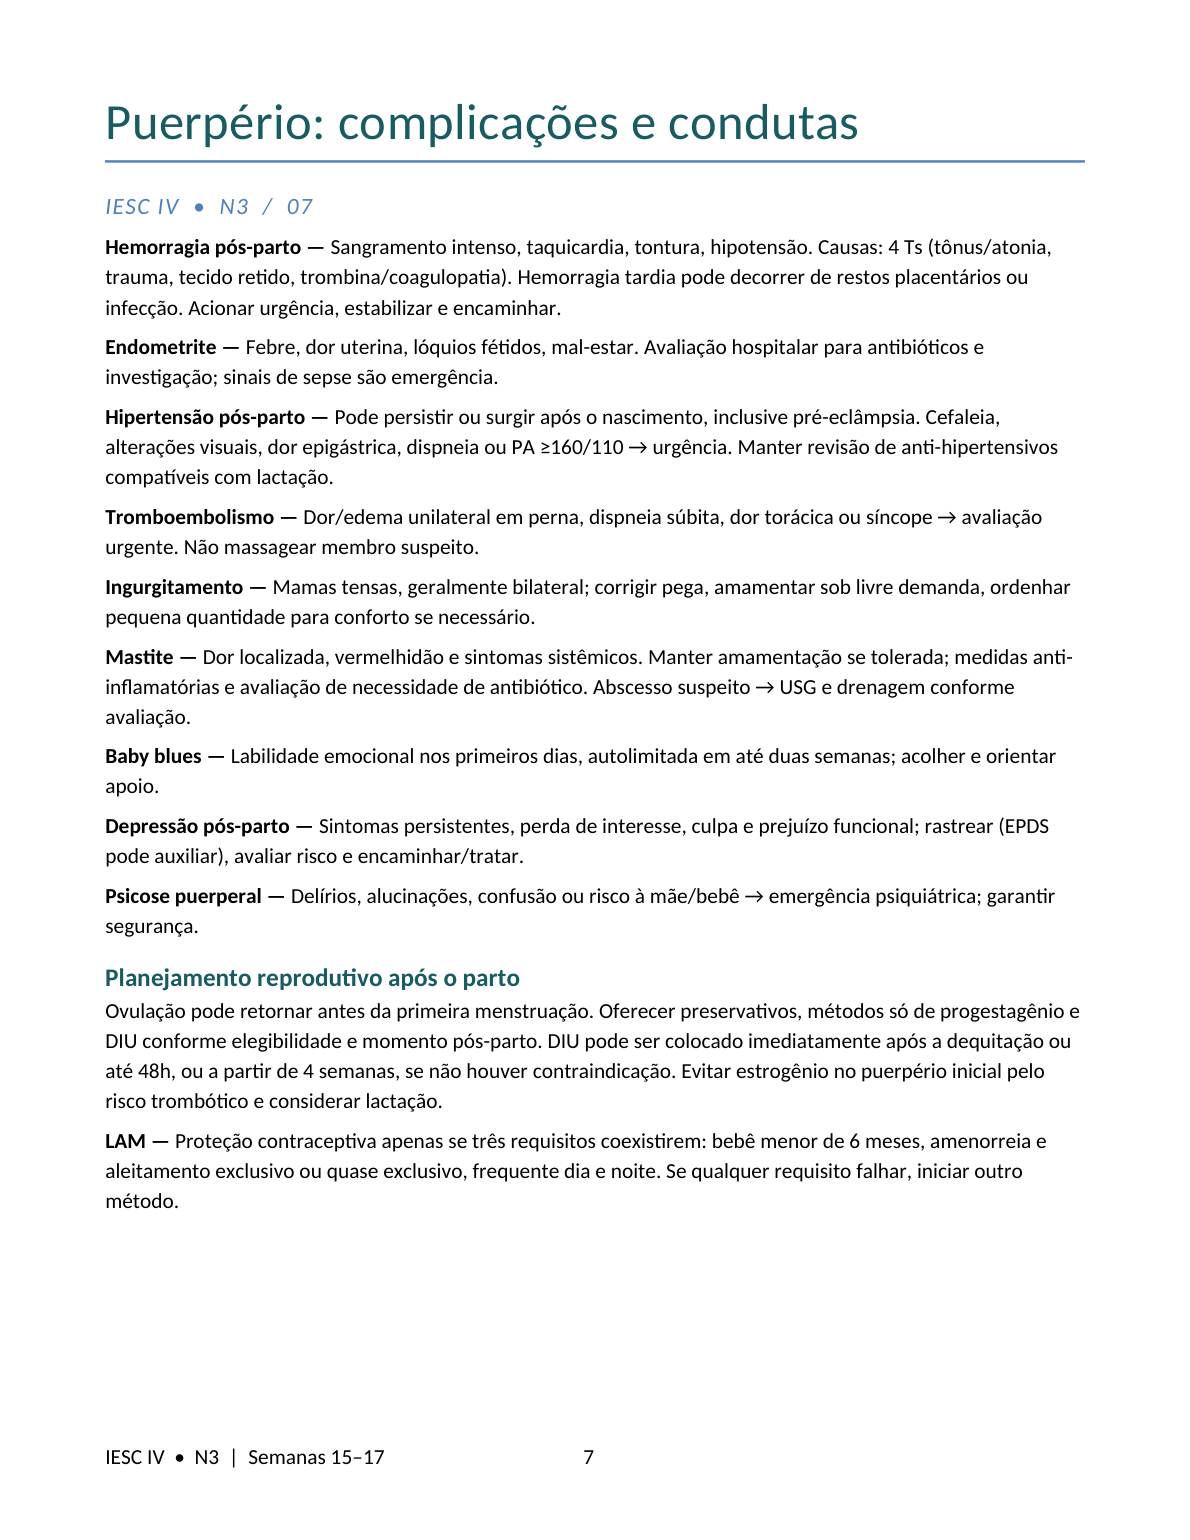 Puerpério: complicações e condutas
IESC IV • N3 / 07
Hemorragia pós-parto — Sangramento intenso, taquicardia, tontura, hipotensão. Causas: 4 Ts (tônus/atonia,
trauma, tecido retido, trombina/coagulopatia). Hemorragia tardia pode decorrer de restos placentários ou
infecção. Acionar urgência, estabilizar e encaminhar.
Endometrite — Febre, dor uterina, lóquios fétidos, mal-estar. Avaliação hospitalar para antibióticos e
investigação; sinais de sepse são emergência.
Hipertensão pós-parto — Pode persistir ou surgir após o nascimento, inclusive pré-eclâmpsia. Cefaleia,
alterações visuais, dor epigástrica, dispneia ou PA ≥160/110 → urgência. Manter revisão de anti-hipertensivos
compatíveis com lactação.
Tromboembolismo — Dor/edema unilateral em perna, dispneia súbita, dor torácica ou síncope → avaliação
urgente. Não massagear membro suspeito.
Ingurgitamento — Mamas tensas, geralmente bilateral; corrigir pega, amamentar sob livre demanda, ordenhar
pequena quantidade para conforto se necessário.
Mastite — Dor localizada, vermelhidão e sintomas sistêmicos. Manter amamentação se tolerada; medidas anti-
inflamatórias e avaliação de necessidade de antibiótico. Abscesso suspeito → USG e drenagem conforme
avaliação.
Baby blues — Labilidade emocional nos primeiros dias, autolimitada em até duas semanas; acolher e orientar
apoio.
Depressão pós-parto — Sintomas persistentes, perda de interesse, culpa e prejuízo funcional; rastrear (EPDS
pode auxiliar), avaliar risco e encaminhar/tratar.
Psicose puerperal — Delírios, alucinações, confusão ou risco à mãe/bebê → emergência psiquiátrica; garantir
segurança.
Planejamento reprodutivo após o parto
Ovulação pode retornar antes da primeira menstruação. Oferecer preservativos, métodos só de progestagênio e
DIU conforme elegibilidade e momento pós-parto. DIU pode ser colocado imediatamente após a dequitação ou
até 48h, ou a partir de 4 semanas, se não houver contraindicação. Evitar estrogênio no puerpério inicial pelo
risco trombótico e considerar lactação.
LAM — Proteção contraceptiva apenas se três requisitos coexistirem: bebê menor de 6 meses, amenorreia e
aleitamento exclusivo ou quase exclusivo, frequente dia e noite. Se qualquer requisito falhar, iniciar outro
método.
IESC IV • N3 | Semanas 15–17 7